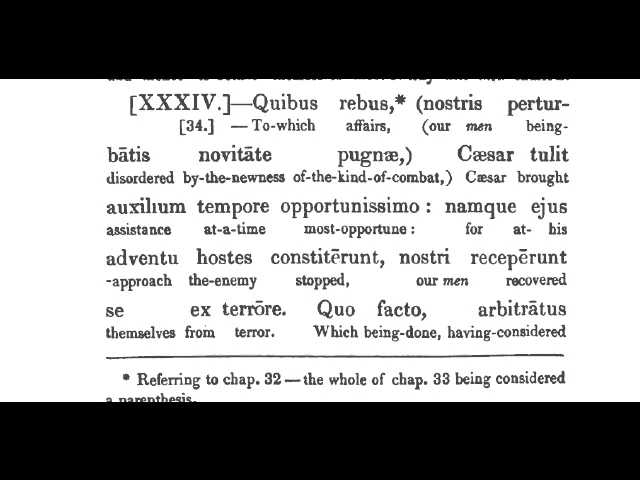 [XXXIV.]—Quibus rebus,* (nostris pertur-
[34.] —To-which affairs, (our men being-
bātis novitāte pugnæ,) Cæsar tulit
disordered by-the-newness of-the-kind-of-combat,) Cæsar brought
auxilium tempore opportunissimo: namque ejus
assistance at-a-time most-opportune: for at- his
adventu hostes constitērunt, nostri recepērunt
-approach the-enemy stopped, our men recovered
se ex terrōre. Quo facto, arbitrātus
themselves from terror. Which being-done, having-considered
* Referring to chap. 32—the whole of chap. 33 being considered
a parenthesis.